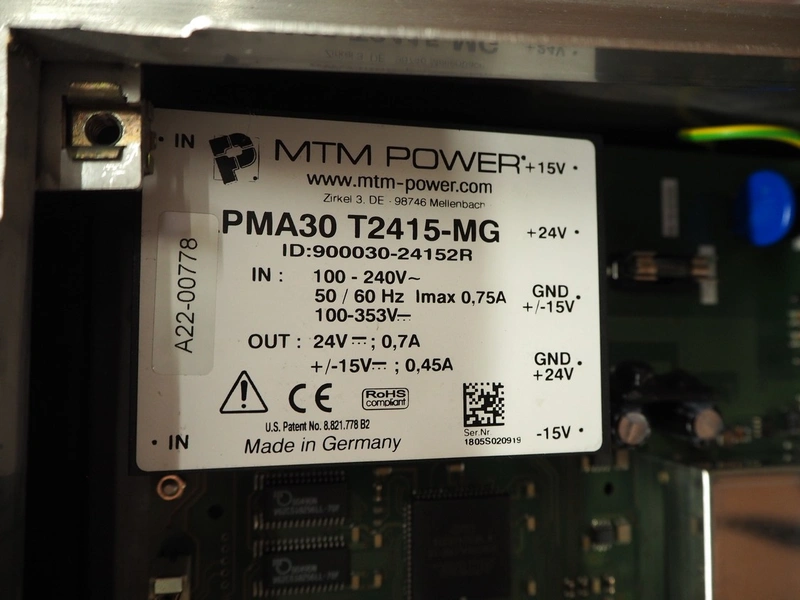 IN
MTM POWER®
+15V
www.mtm-power.com
Zirkel 3. DE - 98746 Mellenbach
PMA30 T2415-MG
+24V
ID:900030-24152R
A22-00778
IN : 100 - 240V~
50 / 60 Hz Imax 0,75A
100-353V⎓
GND
+/-15V
OUT : 24V⎓ ; 0,7A
+/-15V⎓ ; 0,45A
GND
+24V
CE
RoHS
compliant
U.S. Patent No. 8.821.778 B2
Ser.Nr.
1805S020919
IN
Made in Germany
-15V